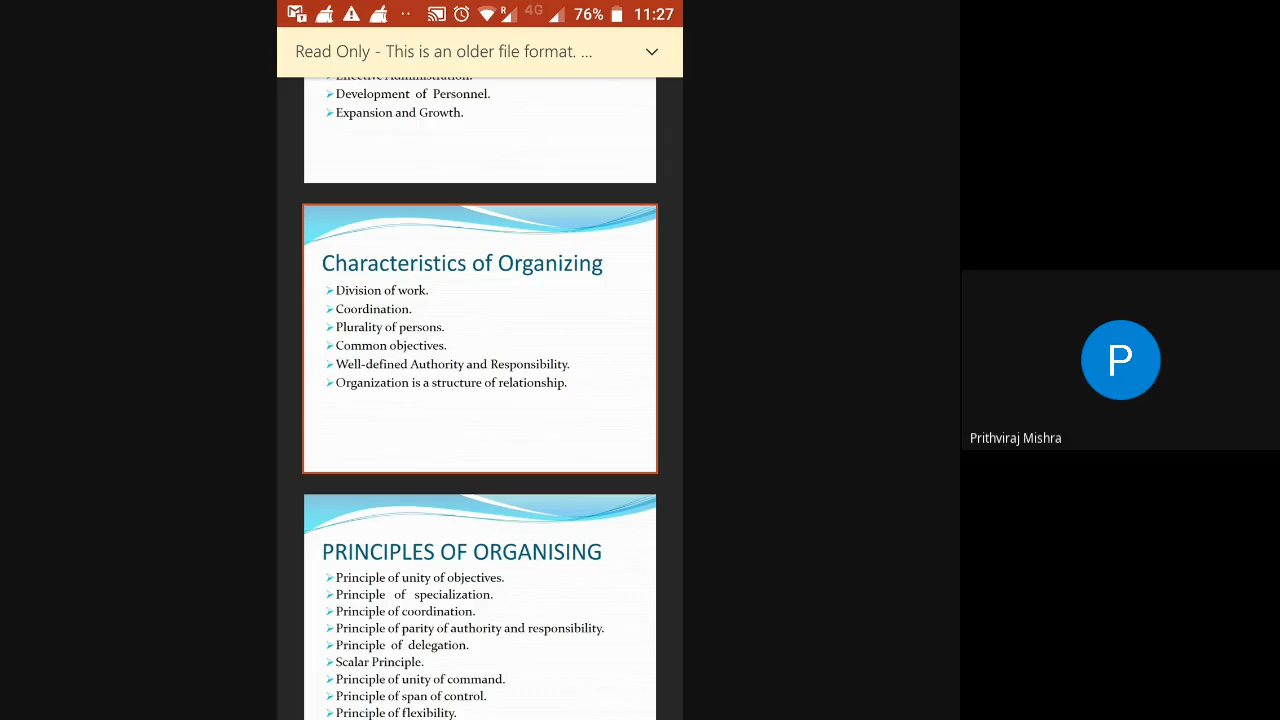 4G 76% 11:27
Read Only - This is an older file format. ...
Effective Administration.
Development of Personnel.
Expansion and Growth.
Characteristics of Organizing
Division of work.
Coordination.
Plurality of persons.
Common objectives.
Well-defined Authority and Responsibility.
Organization is a structure of relationship.
PRINCIPLES OF ORGANISING
Principle of unity of objectives.
Principle of specialization.
Principle of coordination.
Principle of parity of authority and responsibility.
Principle of delegation.
Scalar Principle.
Principle of unity of command.
Principle of span of control.
Principle of flexibility.
P
Prithviraj Mishra